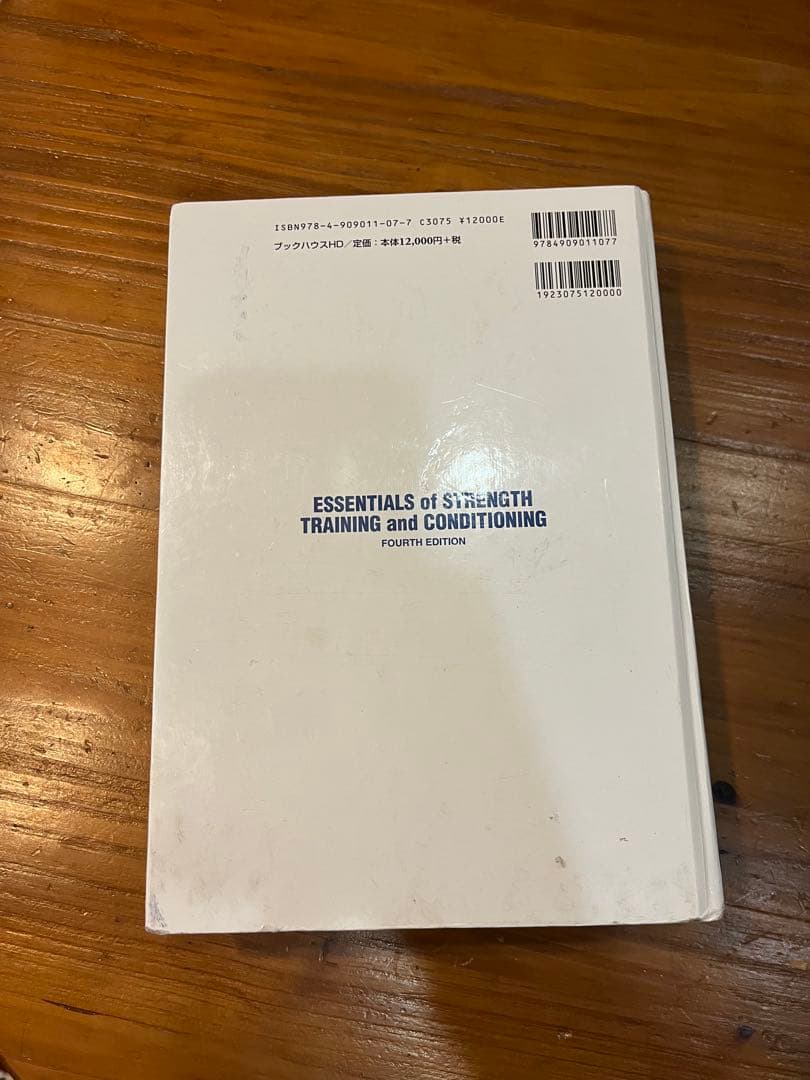 ISBN978-4-909011-07-7 C3075 ¥12000E
ブックハウスHD／定価：本体12,000円+税
9784909011077
1923075120000
ESSENTIALS of STRENGTH
TRAINING and CONDITIONING
FOURTH EDITION